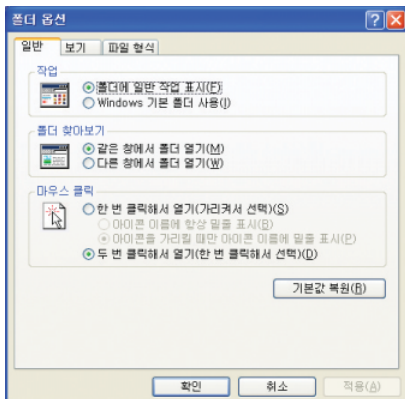 폴더 옵션
일반 보기 파일 형식
작업
폴더에 일반 작업 표시(F)
Windows 기본 폴더 사용(I)
폴더 찾아보기
같은 창에서 폴더 열기(M)
다른 창에서 폴더 열기(W)
마우스 클릭
한 번 클릭해서 열기(가리켜서 선택)(S)
아이콘 이름에 항상 밑줄 표시(B)
아이콘을 가리킬 때만 아이콘 이름에 밑줄 표시(P)
두 번 클릭해서 열기(한 번 클릭해서 선택)(D)
기본값 복원(R)
확인 취소 적용(A)